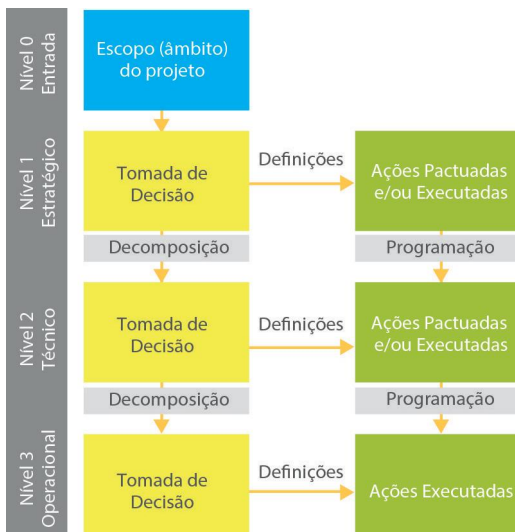 Nível 0
Entrada
Escopo (âmbito)
do projeto
Nível 1
Estratégico
Tomada de
Decisão
Definições
Ações Pactuadas
e/ou Executadas
Decomposição
Programação
Nível 2
Técnico
Tomada de
Decisão
Definições
Ações Pactuadas
e/ou Executadas
Decomposição
Programação
Nível 3
Operacional
Tomada de
Decisão
Definições
Ações Executadas